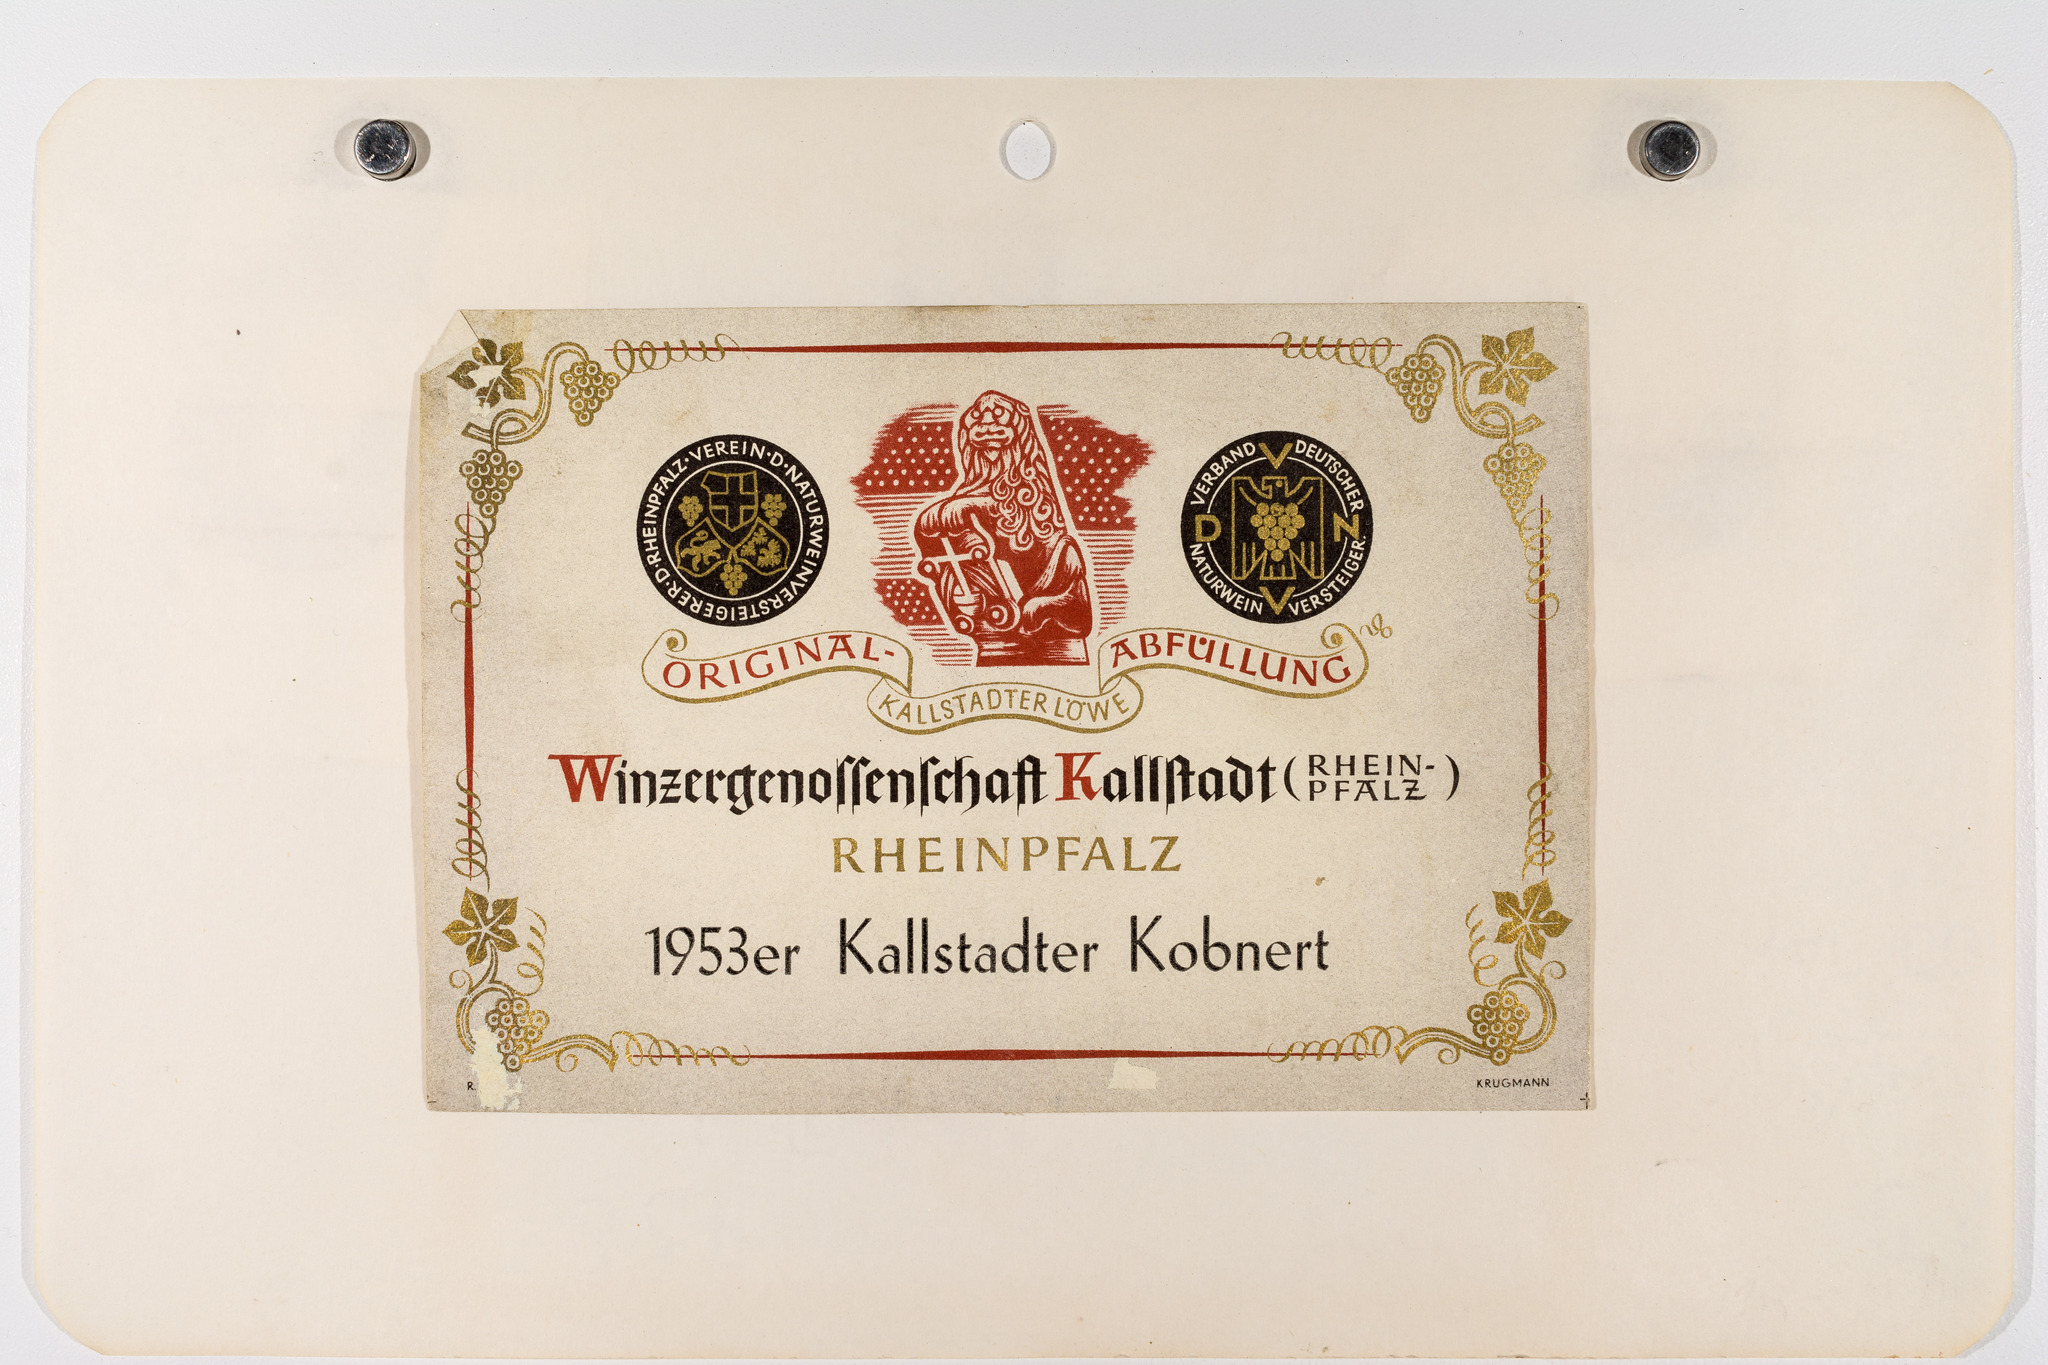 VEREIN·D·NATURWEINVERSTEIGERER·D·RHEINPFALZ·
VERBAND DEUTSCHER NATURWEIN VERSTEIGER
V D N V
ORIGINAL-ABFÜLLUNG
KALLSTADTER LÖWE
Winzergenoſſenſchaft Kallſtadt (RHEIN-PFALZ)
RHEINPFALZ
1953er Kallstadter Kobnert
R.
KRUGMANN